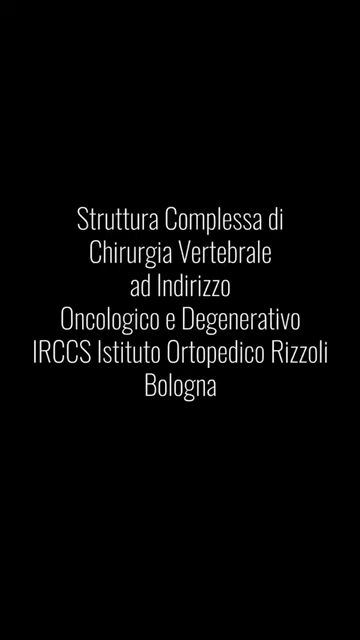 Struttura Complessa di
Chirurgia Vertebrale
ad Indirizzo
Oncologico e Degenerativo
IRCCS Istituto Ortopedico Rizzoli
Bologna